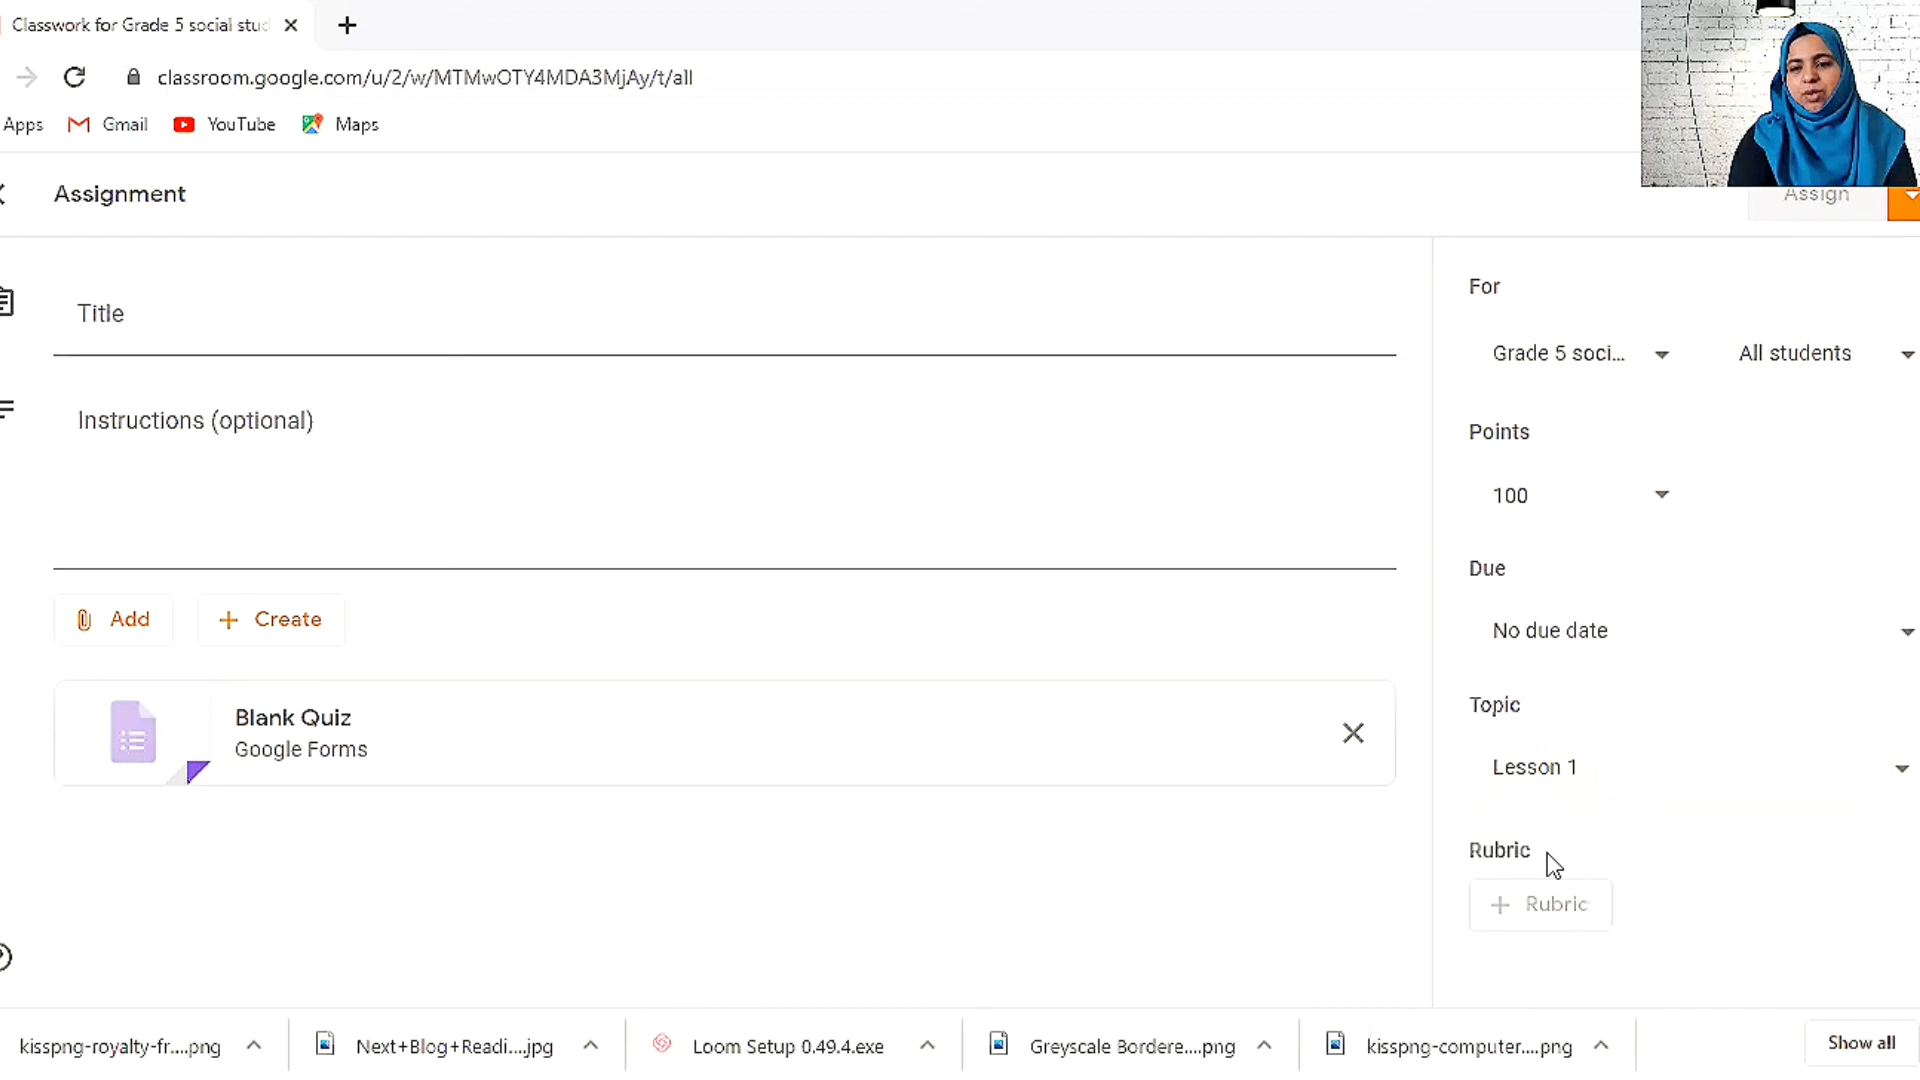 Classwork for Grade 5 social stu
classroom.google.com/u/2/w/MTMwOTY4MDA3MjAy/t/all
Apps Gmail YouTube Maps
Assignment
Assign
Title
Instructions (optional)
Add Create
Blank Quiz
Google Forms
For
Grade 5 soci... All students
Points
100
Due
No due date
Topic
Lesson 1
Rubric
Rubric
kisspng-royalty-fr....png Next+Blog+Readi....jpg Loom Setup 0.49.4.exe Greyscale Bordere....png kisspng-computer....png Show all